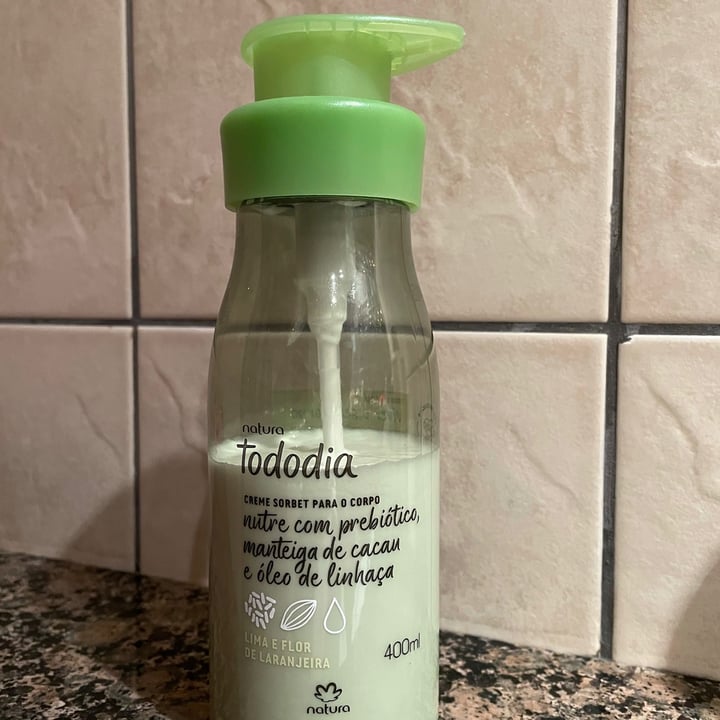 natura
tododia
CREME SORBET PARA O CORPO
nutre com prebiótico,
manteiga de cacau
e óleo de linhaça
LIMA E FLOR
DE LARANJEIRA
400ml
natura